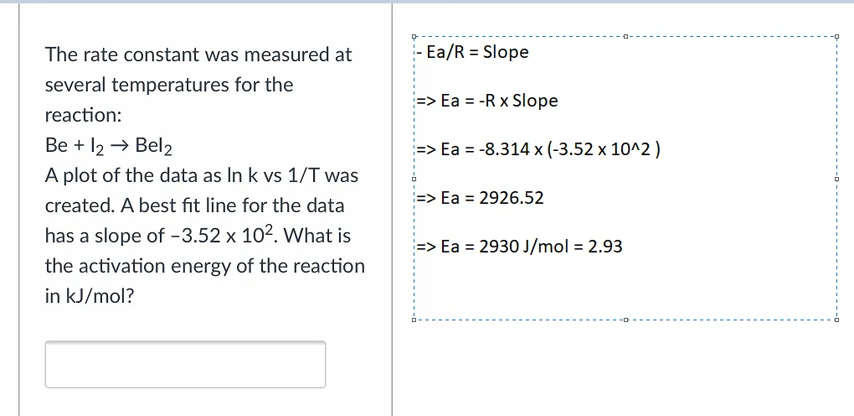 The rate constant was measured at
several temperatures for the
reaction:
Be + I₂ → BeI₂
A plot of the data as ln k vs 1/T was
created. A best fit line for the data
has a slope of −3.52 x 10². What is
the activation energy of the reaction
in kJ/mol?
- Ea/R = Slope
=> Ea = -R x Slope
=> Ea = -8.314 x (-3.52 x 10^2 )
=> Ea = 2926.52
=> Ea = 2930 J/mol = 2.93